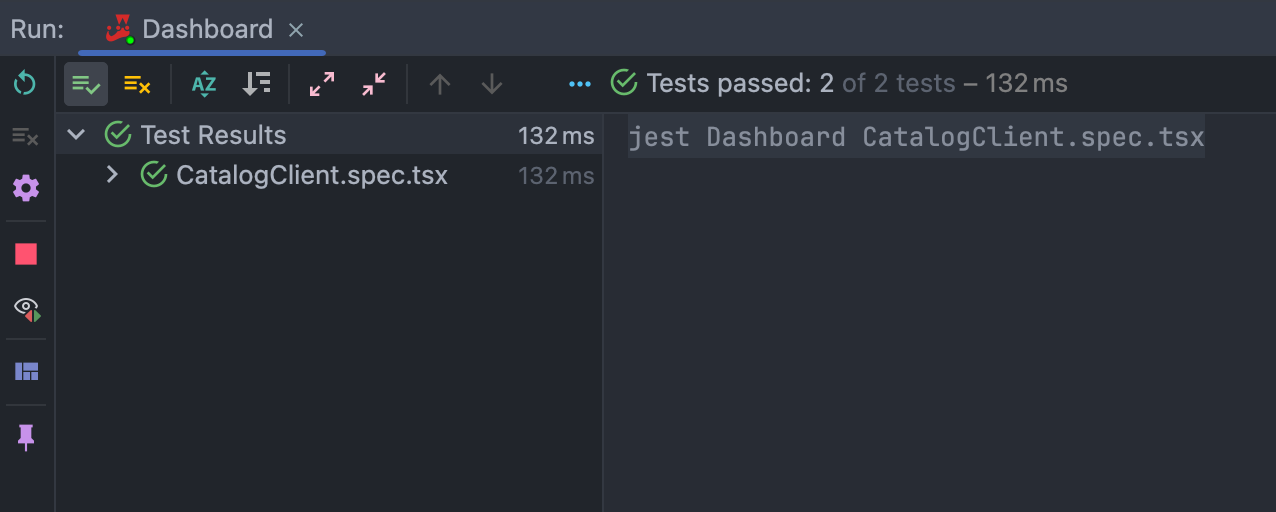 Run: Dashboard
Tests passed: 2 of 2 tests – 132 ms
Test Results 132 ms
jest Dashboard CatalogClient.spec.tsx
CatalogClient.spec.tsx 132 ms